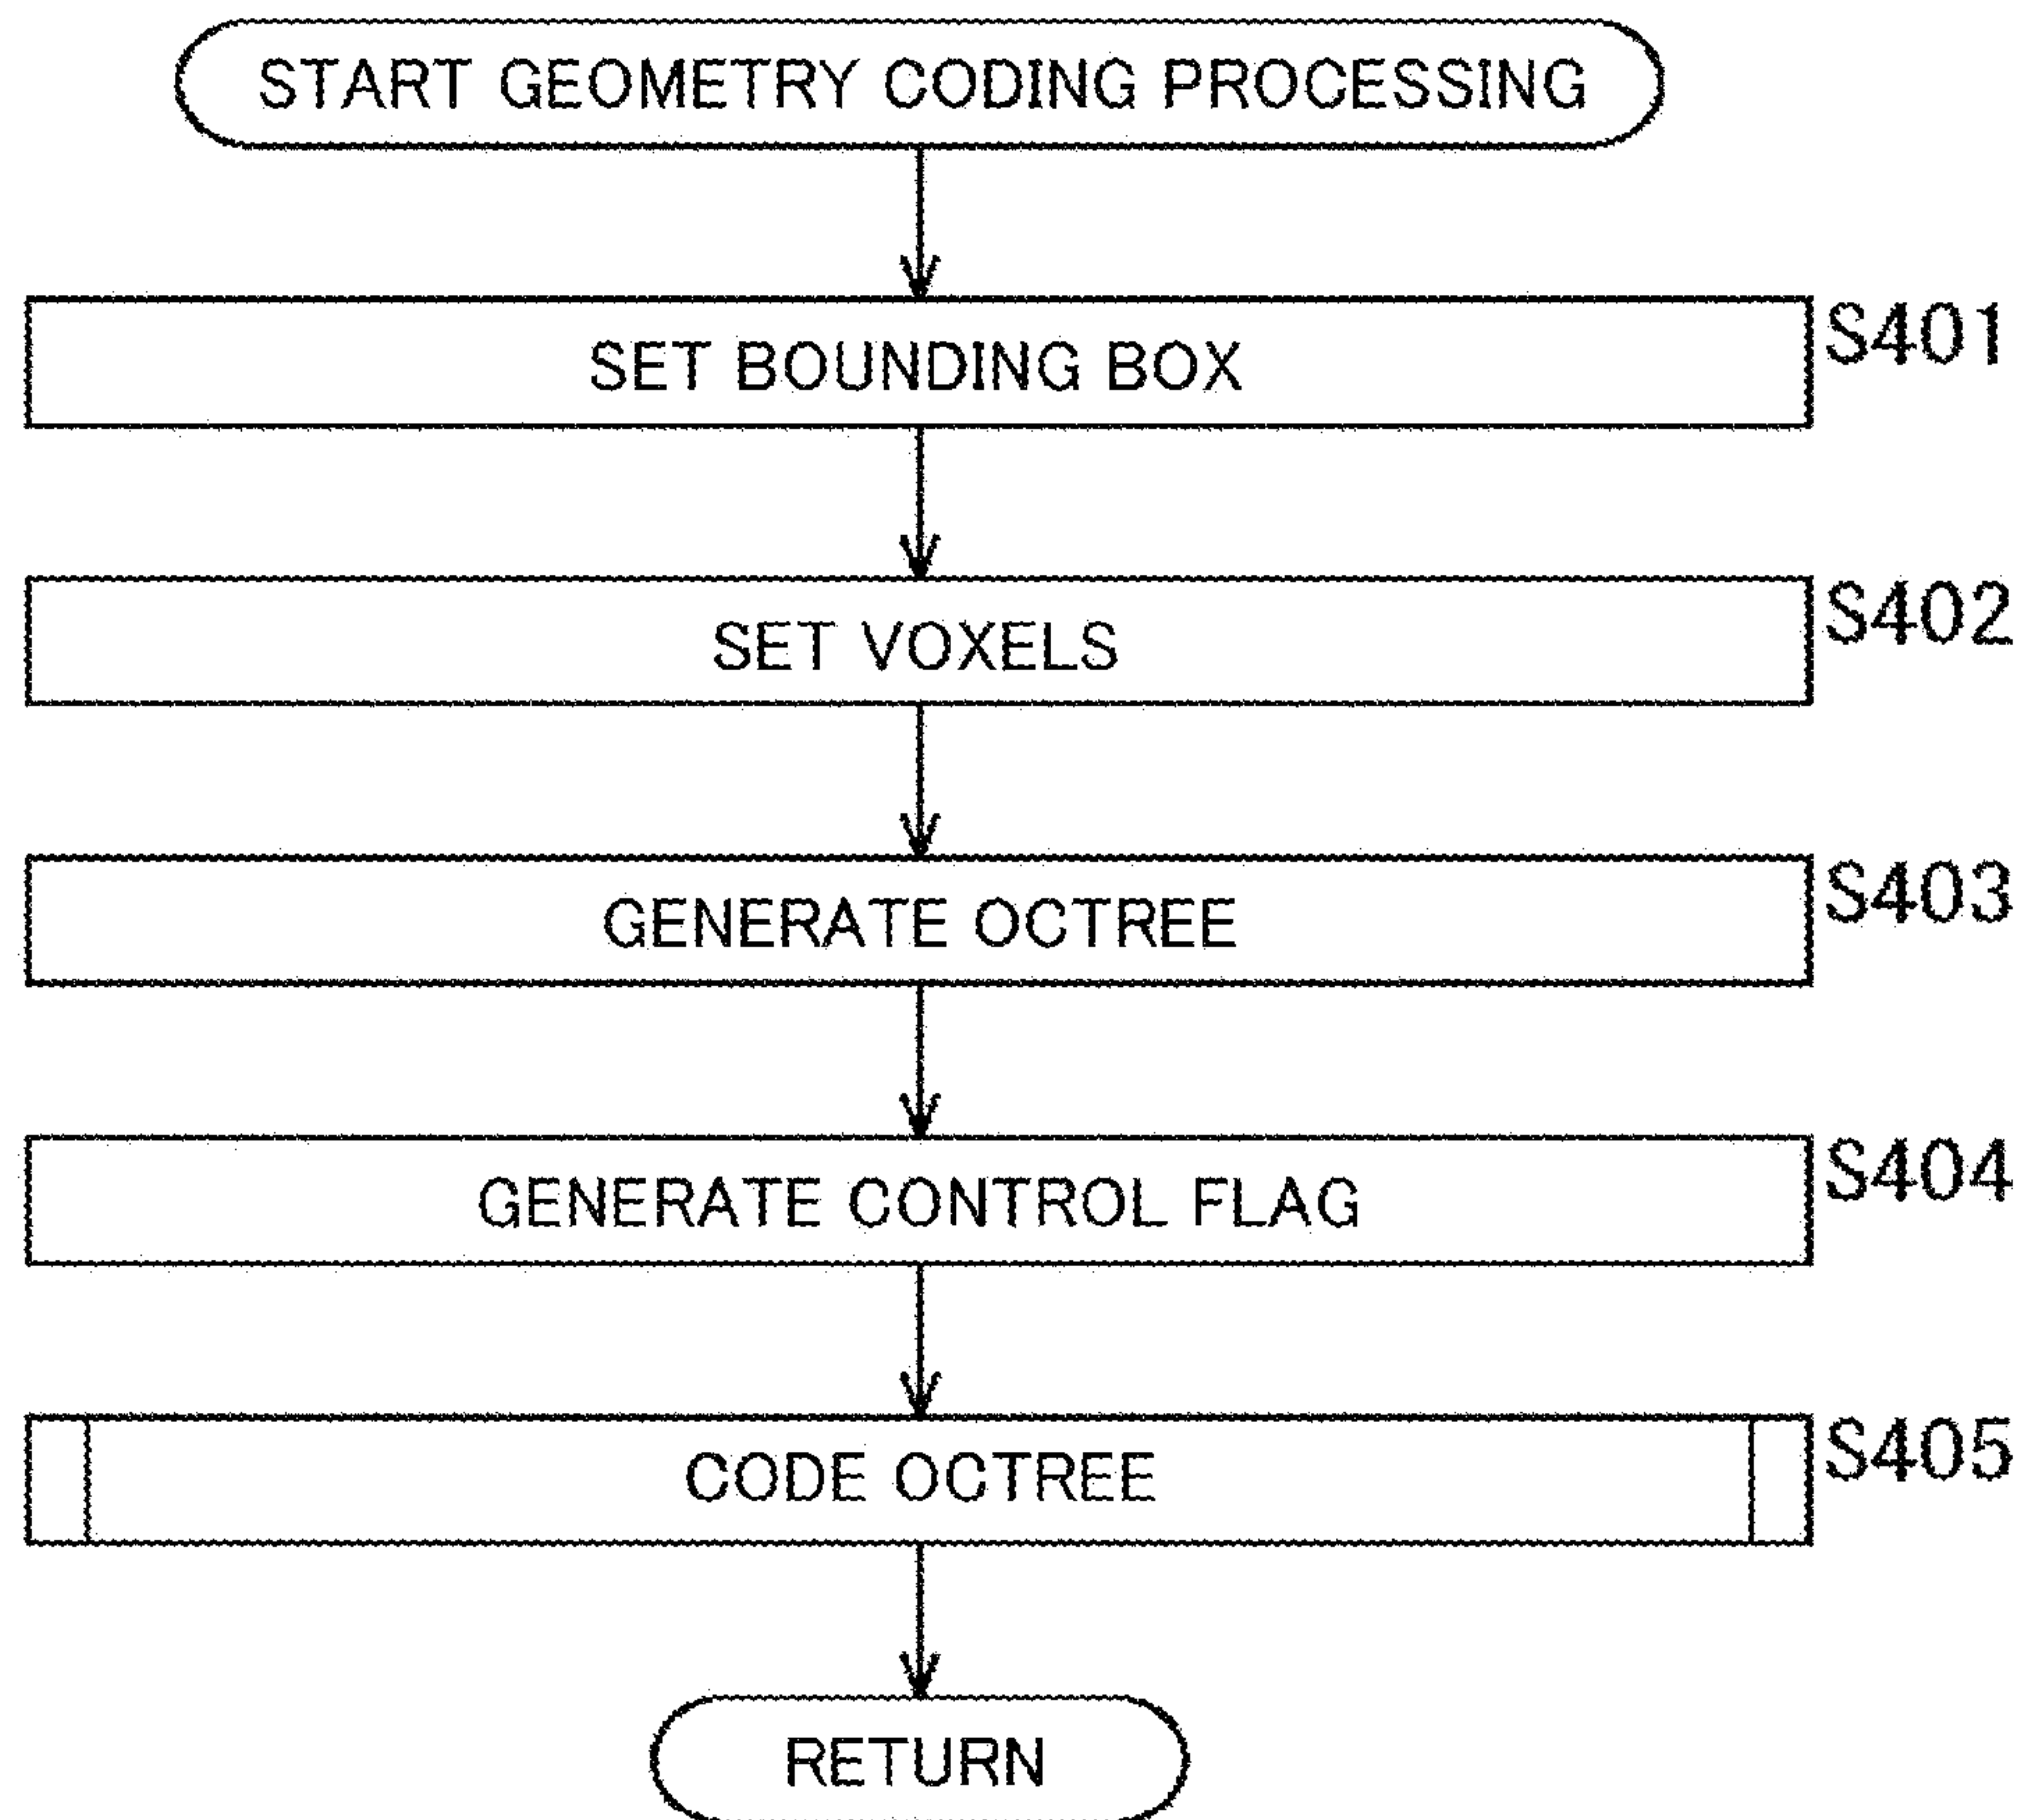 START GEOMETRY CODING PROCESSING
SET BOUNDING BOX
S401
SET VOXELS
S402
GENERATE OCTREE
S403
GENERATE CONTROL FLAG
S404
CODE OCTREE
S405
RETURN